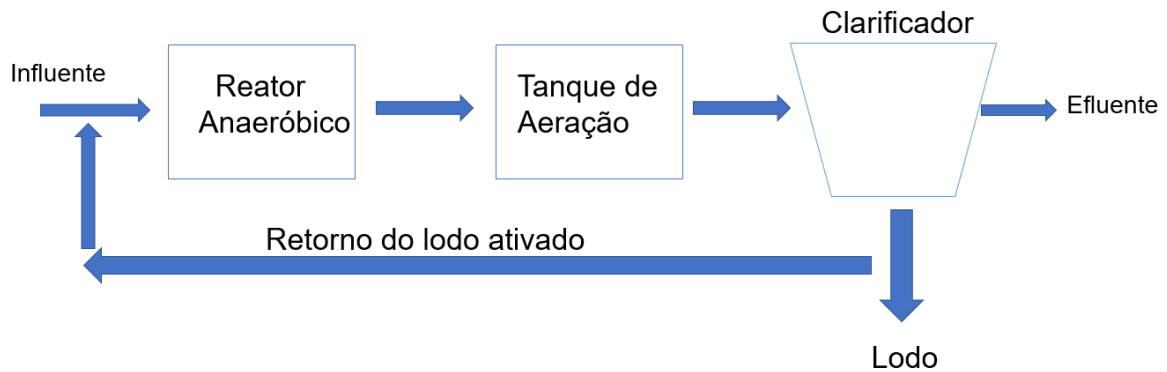 Clarificador
Influente
Reator
Anaeróbico
Tanque de
Aeração
Efluente
Retorno do lodo ativado
Lodo